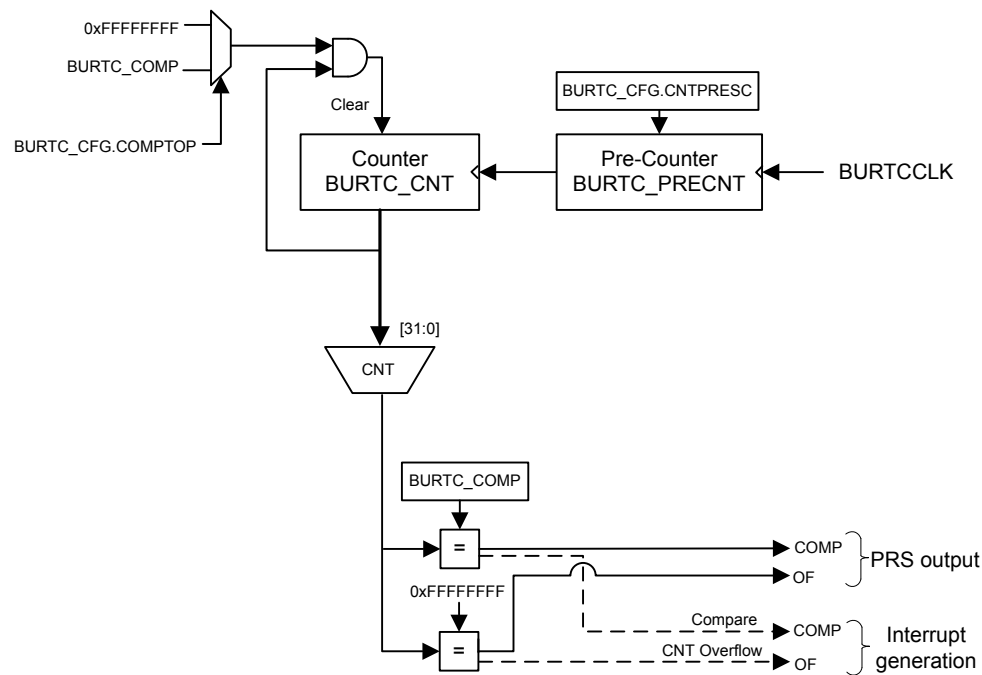 0xFFFFFFFF
BURTC_COMP
BURTC_CFG.COMPTOP
Clear
BURTC_CFG.CNTPRESC
Counter
BURTC_CNT
Pre-Counter
BURTC_PRECNT
BURTCCLK
[31:0]
CNT
BURTC_COMP
=
COMP
OF
PRS output
0xFFFFFFFF
=
Compare
COMP
CNT Overflow
OF
Interrupt
generation